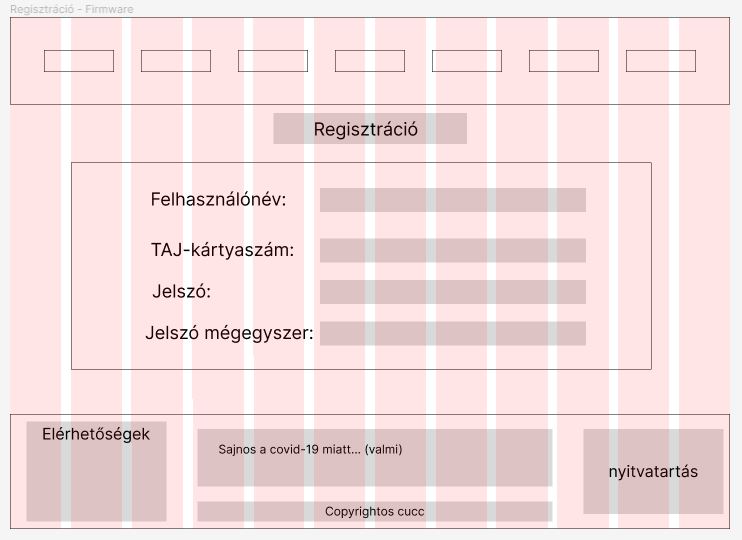 Regisztráció - Firmware
Regisztráció
Felhasználónév:
TAJ-kártyaszám:
Jelszó:
Jelszó mégegyszer:
Elérhetőségek
Sajnos a covid-19 miatt... (valmi)
nyitvatartás
Copyrightos cucc